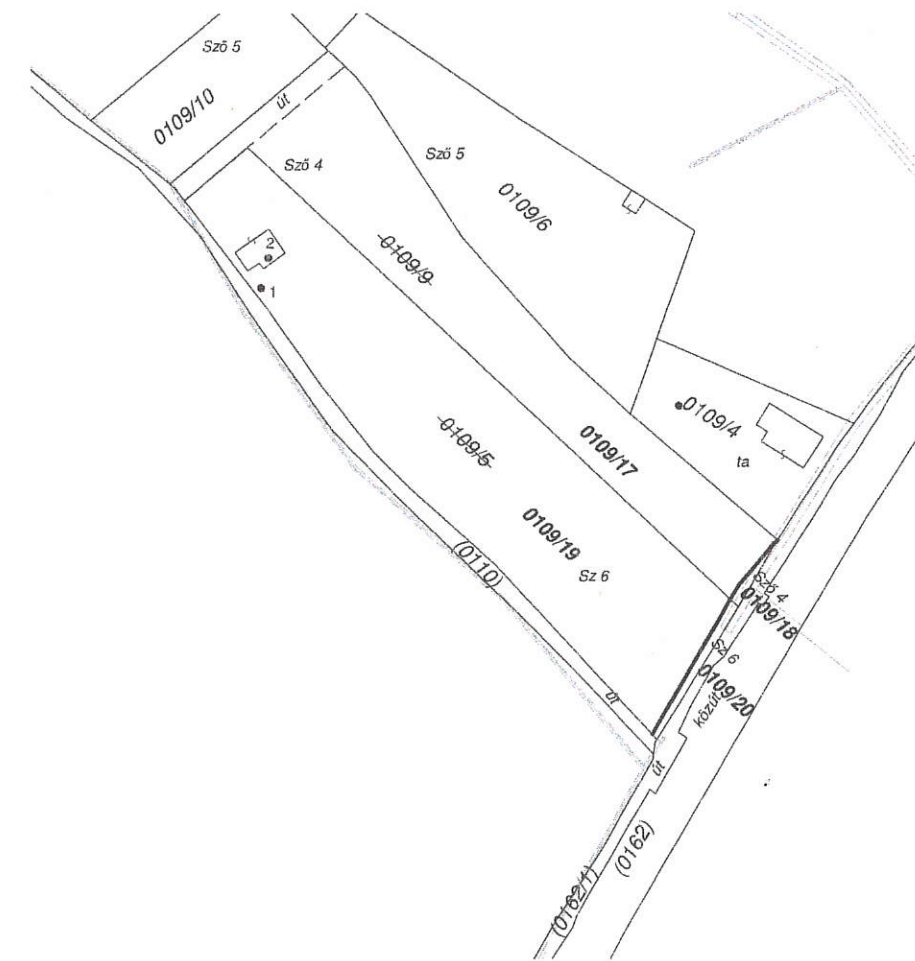 Sző 5
0109/10
út
Sző 4
Sző 5
0109/6
2
1
0109/9
0109/5
0109/17
0109/4
ta
0109/19
Sz 6
(0110)
Sző 4
0109/18
Sz 6
0109/20
út
közút
út
(0162)
(0162/1)